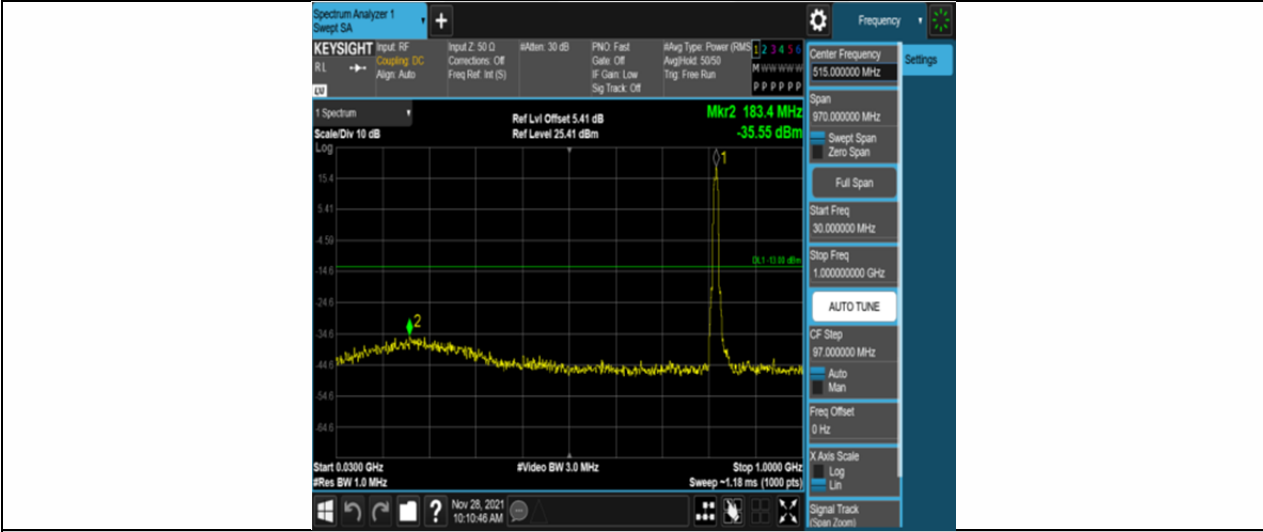 Spectrum Analyzer 1
Swept SA
+
Frequency
KEYSIGHT
Input: RF
Coupling: DC
Align: Auto
Input Z: 50 Ω
Corrections: Off
Freq Ref: Int (S)
#Atten: 30 dB
PNO: Fast
Gate: Off
IF Gain: Low
Sig Track: Off
#Avg Type: Power (RMS
Avg|Hold: 50/50
Trig: Free Run
1 2 3 4 5 6
M W W W W W
P P P P P P
RL
LVI
Center Frequency
515.000000 MHz
Settings
1 Spectrum
Scale/Div 10 dB
Ref Lvl Offset 5.41 dB
Ref Level 25.41 dBm
Mkr2 183.4 MHz
-35.55 dBm
Span
970.000000 MHz
Swept Span
Zero Span
Full Span
Start Freq
30.000000 MHz
Stop Freq
1.000000000 GHz
AUTO TUNE
CF Step
97.000000 MHz
Auto
Man
Freq Offset
0 Hz
X Axis Scale
Log
Lin
Signal Track
(Span Zoom)
Log
15.4
5.41
-4.59
-14.6
-24.6
-34.6
-44.6
-54.6
-64.6
1
2
DL1 -13.00 dBm
Start 0.0300 GHz
#Res BW 1.0 MHz
#Video BW 3.0 MHz
Stop 1.0000 GHz
Sweep ~1.18 ms (1000 pts)
?
Nov 28, 2021
10:10:46 AM